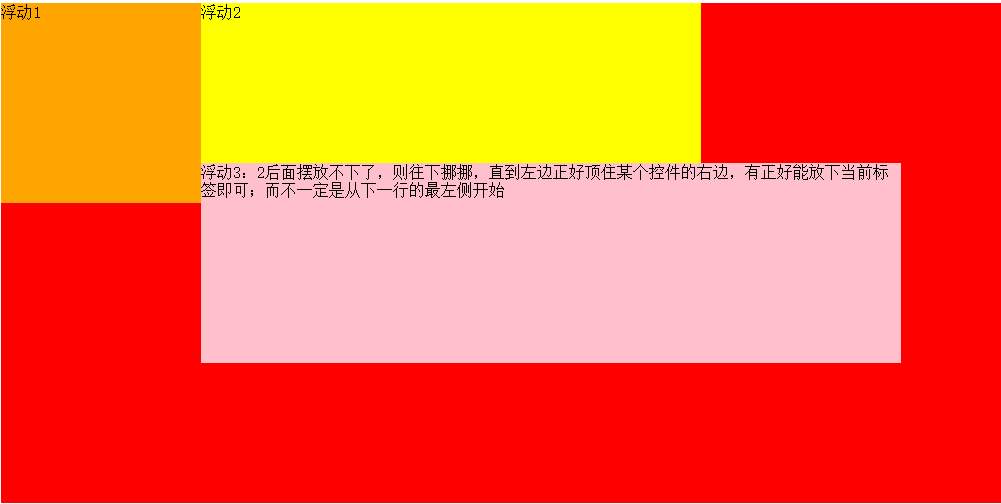 浮动1
浮动2
浮动3：2后面摆放不下了，则往下挪挪，直到左边正好顶住某个控件的右边，有正好能放下当前标
签即可；而不一定是从下一行的最左侧开始